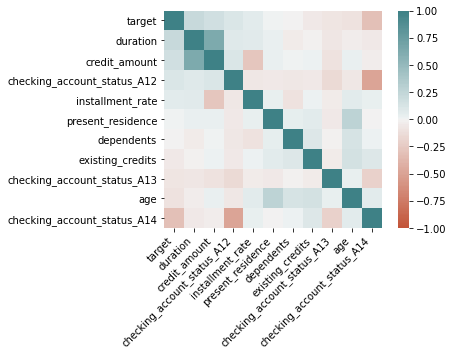 target
duration
credit_amount
checking_account_status_A12
installment_rate
present_residence
dependents
existing_credits
checking_account_status_A13
age
checking_account_status_A14
target
duration
credit_amount
checking_account_status_A12
installment_rate
present_residence
dependents
existing_credits
checking_account_status_A13
age
checking_account_status_A14
1.00
0.75
0.50
0.25
0.00
−0.25
−0.50
−0.75
−1.00